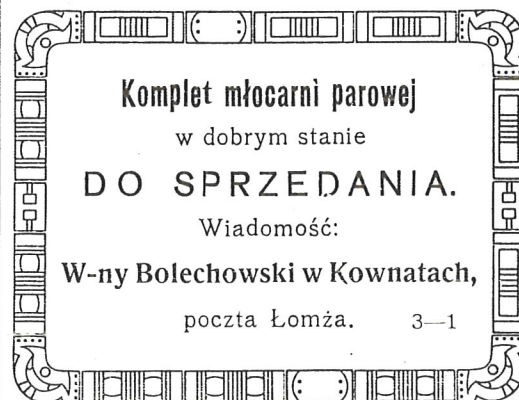 Komplet młocarni parowej
w dobrym stanie
DO SPRZEDANIA.
Wiadomość:
W-ny Bolechowski w Kownatach,
poczta Łomża. 3—1